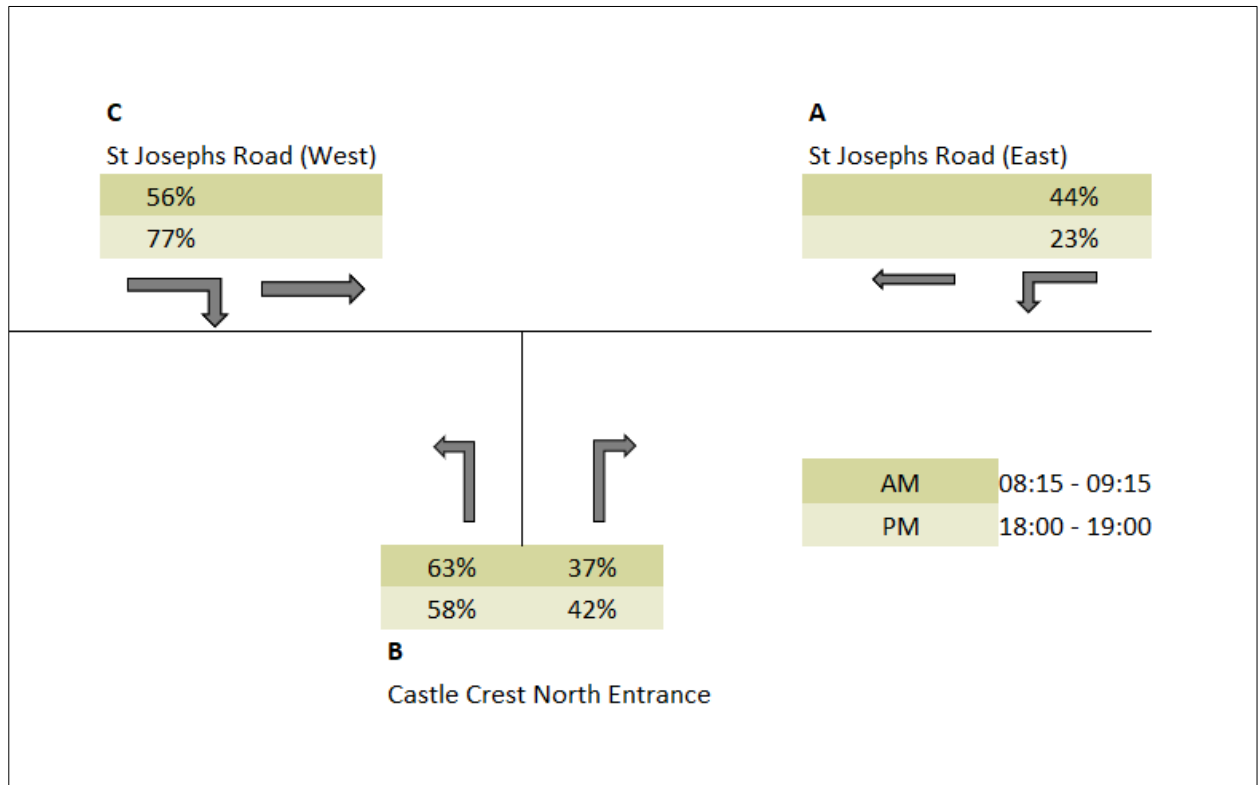 C
St Josephs Road (West)
56%
77%
A
St Josephs Road (East)
44%
23%
AM 08:15 - 09:15
PM 18:00 - 19:00
63% 37%
58% 42%
B
Castle Crest North Entrance